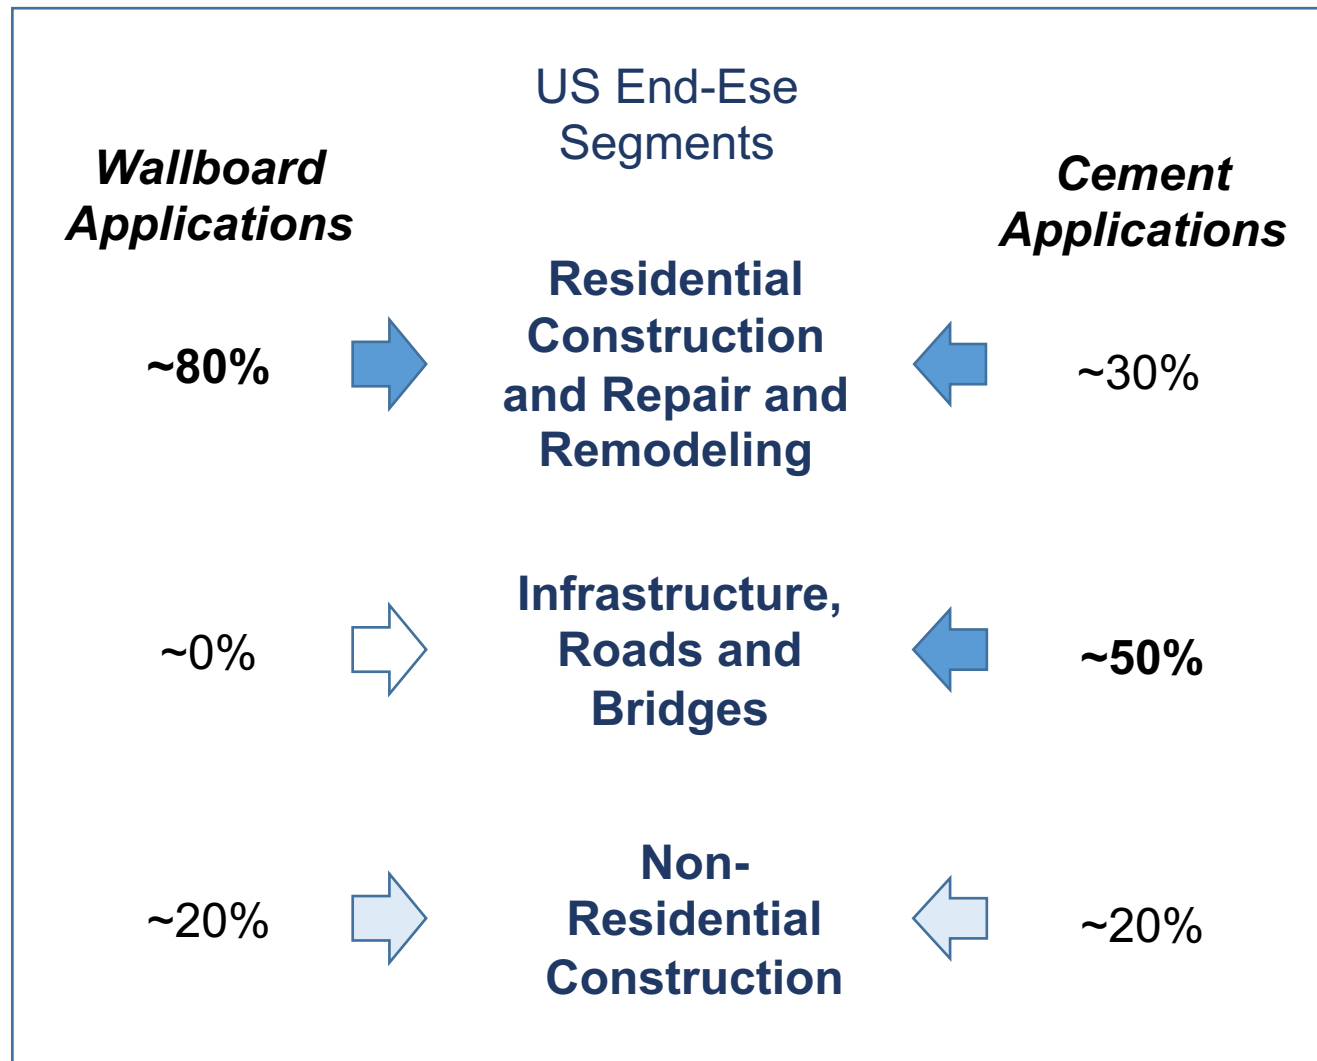 US End-Ese
Segments
Wallboard
Applications
Cement
Applications
~80%
Residential
Construction
and Repair and
Remodeling
~30%
~0%
Infrastructure,
Roads and
Bridges
~50%
~20%
Non-
Residential
Construction
~20%